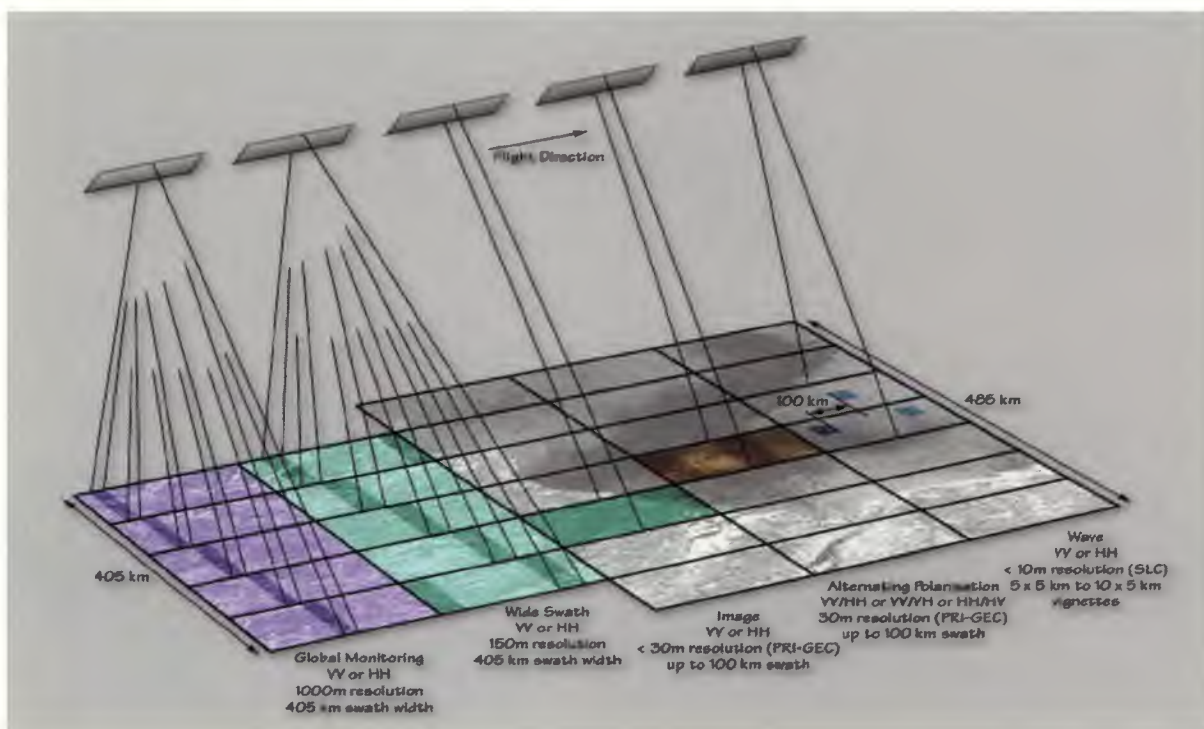 Flight Direction
100 km
485 km
405 km
Global Monitoring
VV or HH
1000m resolution
405 km swath width
Wide Swath
VV or HH
150m resolution
405 km swath width
Image
VV or HH
< 30m resolution (PRI-GEC)
up to 100 km swath
Alternating Polarisation
VV/HH or VV/VH or HH/HV
30m resolution (PRI-GEC)
up to 100 km swath
Wave
VV or HH
< 10m resolution (SLC)
5 x 5 km to 10 x 5 km
vignettes